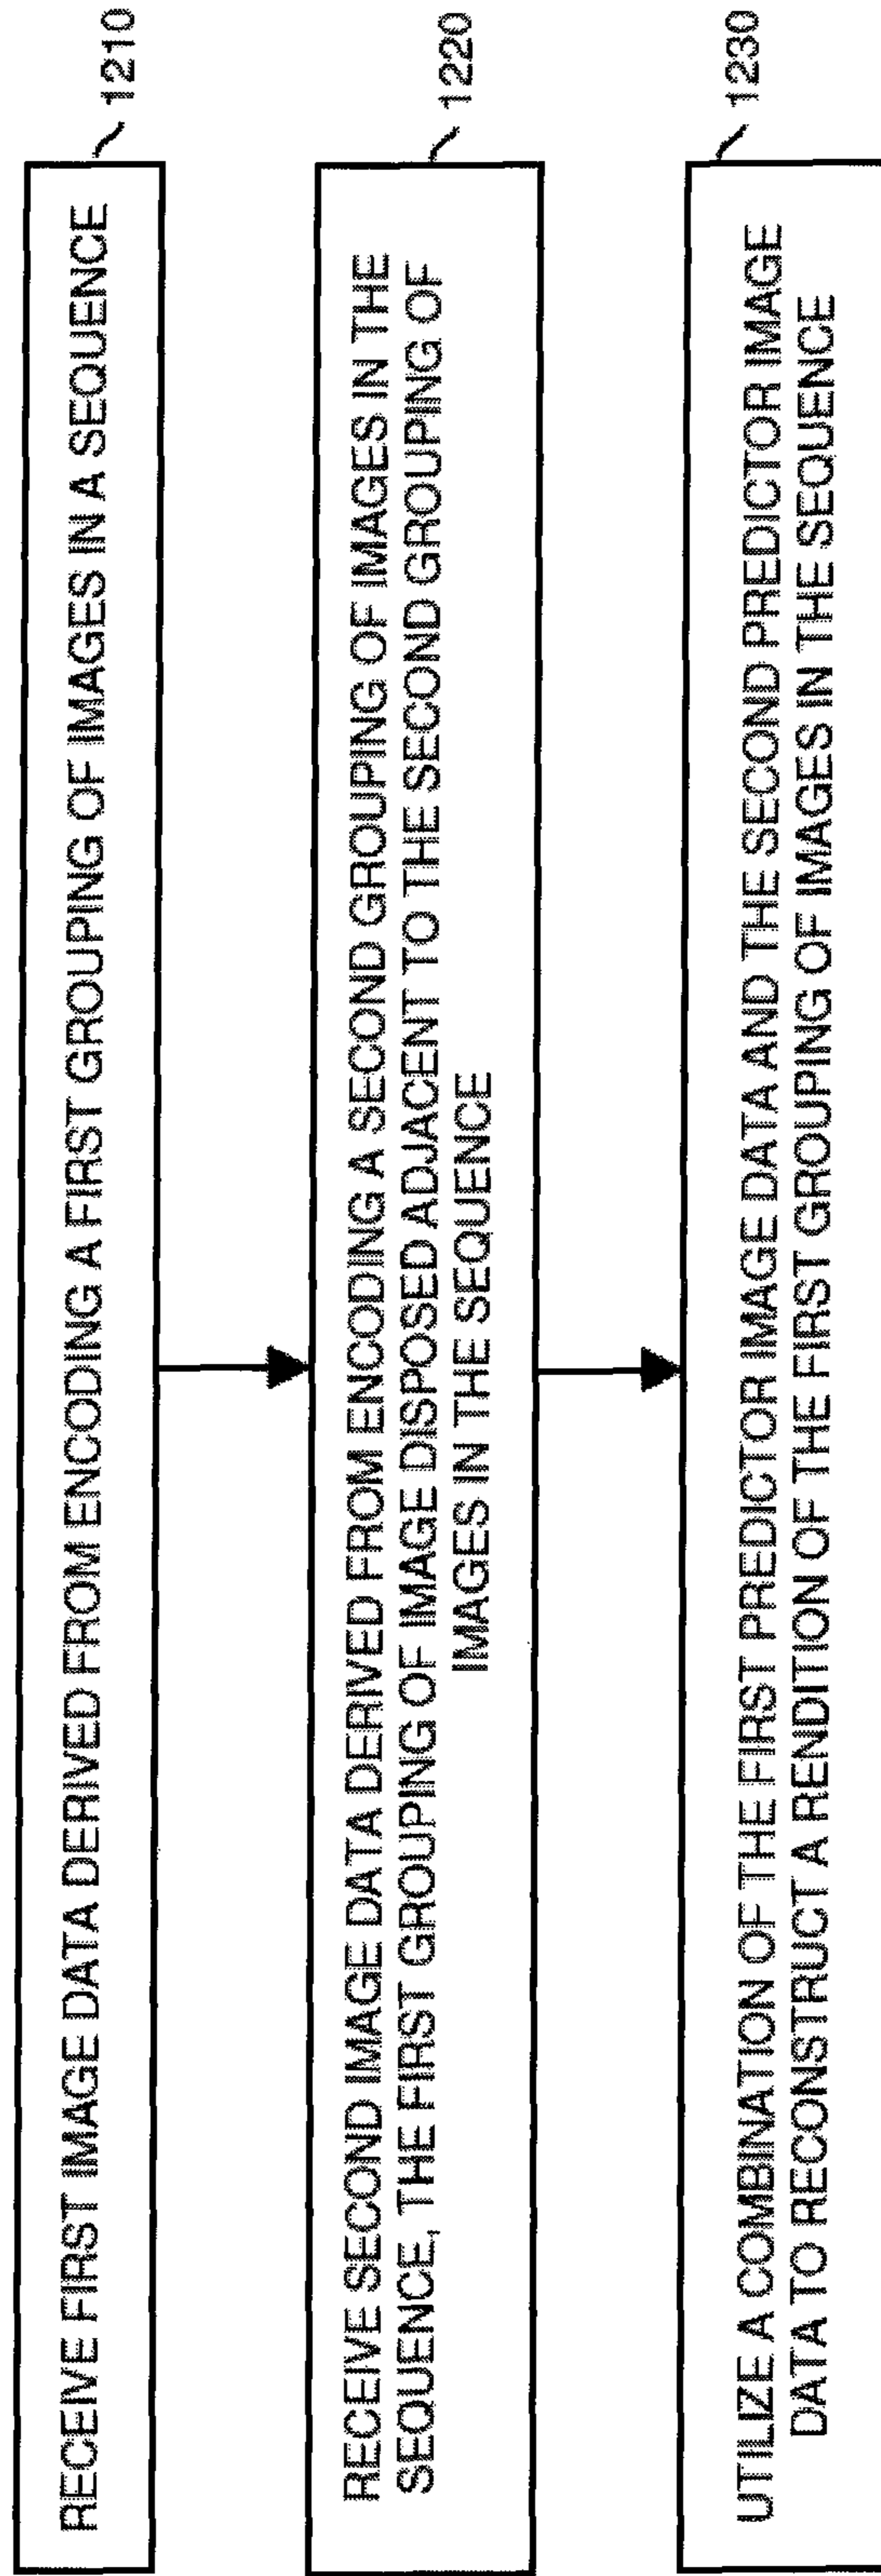 RECEIVE FIRST IMAGE DATA DERIVED FROM ENCODING A FIRST GROUPING OF IMAGES IN A SEQUENCE
1210
RECEIVE SECOND IMAGE DATA DERIVED FROM ENCODING A SECOND GROUPING OF IMAGES IN THE
SEQUENCE, THE FIRST GROUPING OF IMAGE DISPOSED ADJACENT TO THE SECOND GROUPING OF
IMAGES IN THE SEQUENCE
1220
UTILIZE A COMBINATION OF THE FIRST PREDICTOR IMAGE DATA AND THE SECOND PREDICTOR IMAGE
DATA TO RECONSTRUCT A RENDITION OF THE FIRST GROUPING OF IMAGES IN THE SEQUENCE
1230